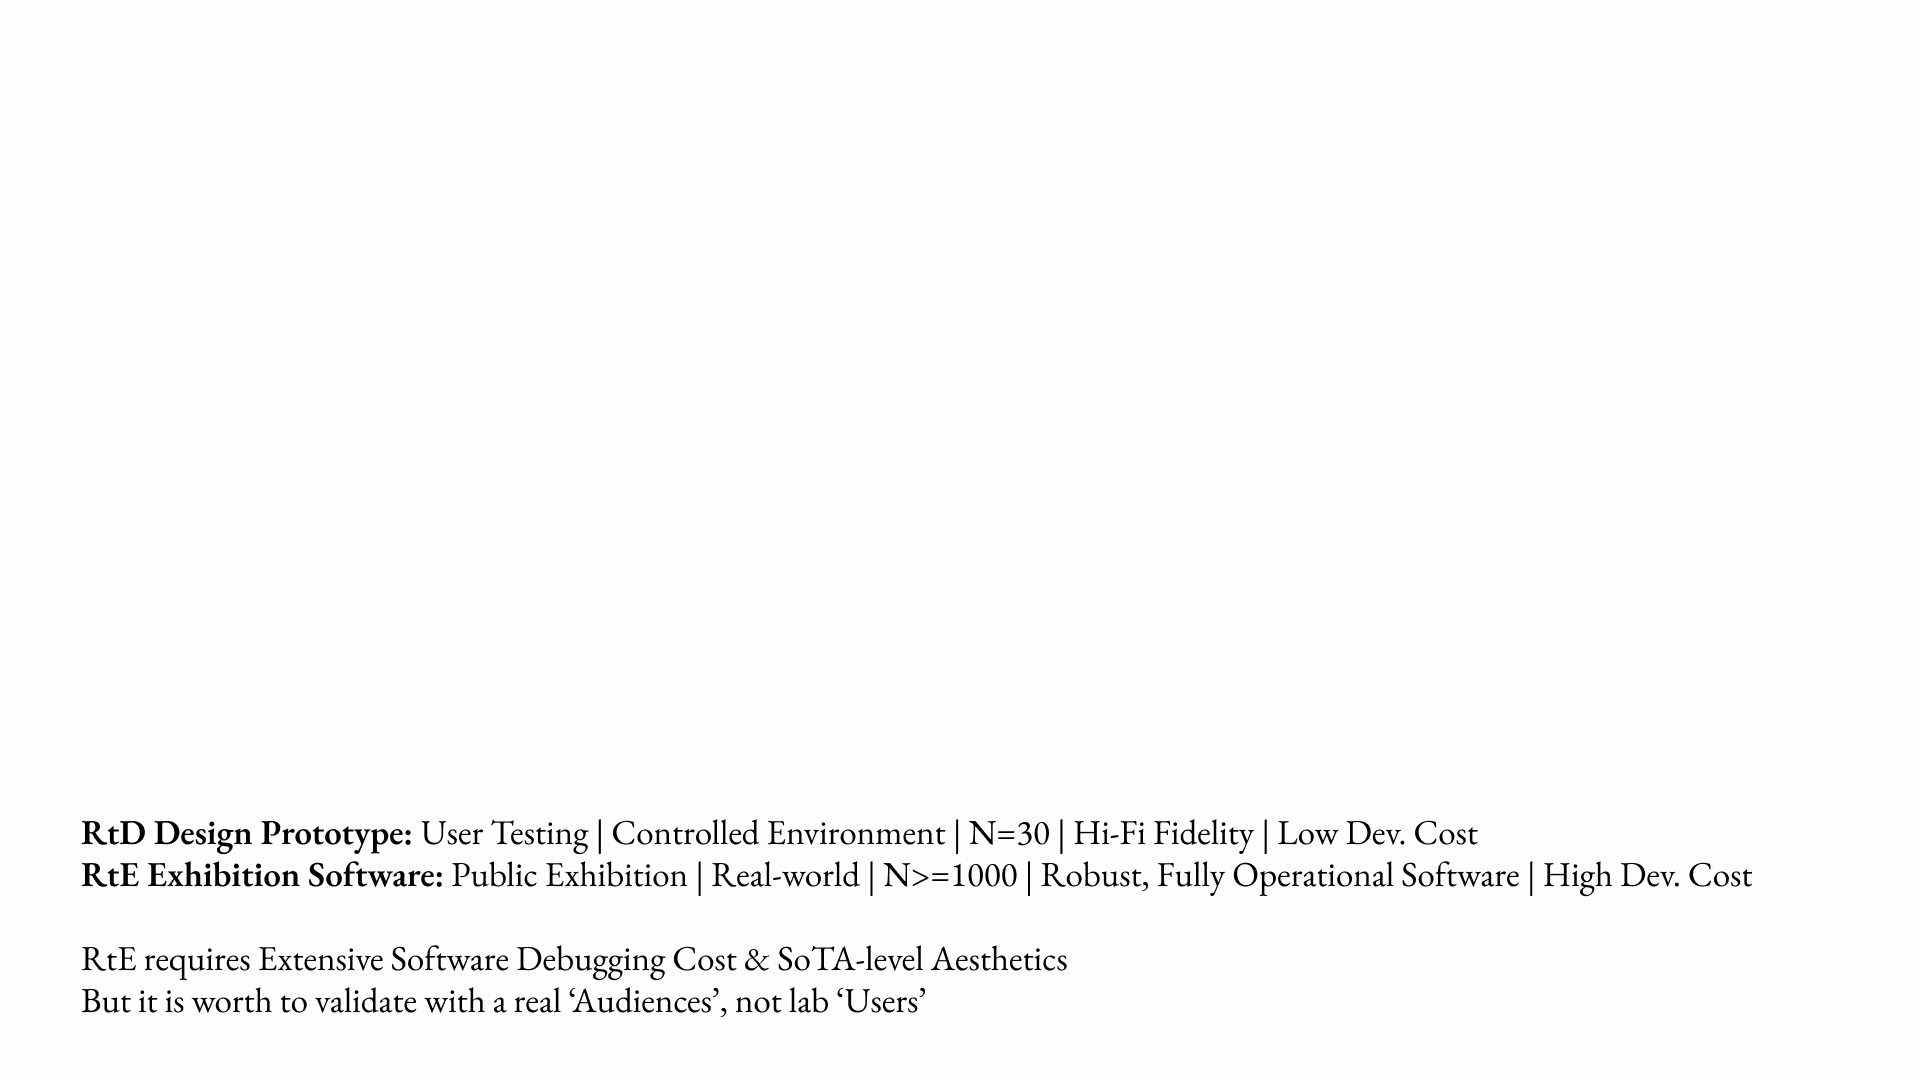 RtD Design Prototype: User Testing | Controlled Environment | N=30 | Hi-Fi Fidelity | Low Dev. Cost
RtE Exhibition Software: Public Exhibition | Real-world | N>=1000 | Robust, Fully Operational Software | High Dev. Cost
RtE requires Extensive Software Debugging Cost & SoTA-level Aesthetics
But it is worth to validate with a real ‘Audiences’, not lab ‘Users’